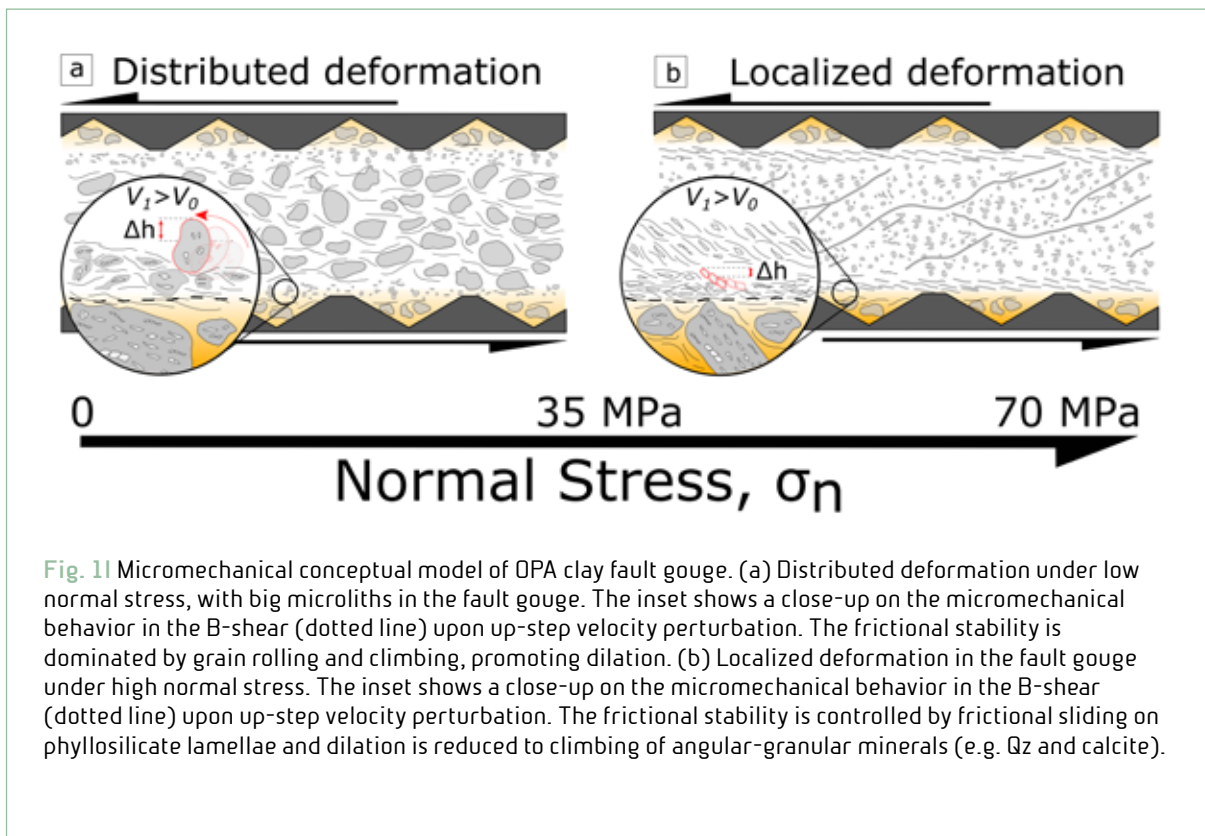 a Distributed deformation
b Localized deformation
V₁>V₀
Δh
V₁>V₀
Δh
0 35 MPa 70 MPa
Normal Stress, σn
Fig. 1| Micromechanical conceptual model of OPA clay fault gouge. (a) Distributed deformation under low
normal stress, with big microliths in the fault gouge. The inset shows a close-up on the micromechanical
behavior in the B-shear (dotted line) upon up-step velocity perturbation. The frictional stability is
dominated by grain rolling and climbing, promoting dilation. (b) Localized deformation in the fault gouge
under high normal stress. The inset shows a close-up on the micromechanical behavior in the B-shear
(dotted line) upon up-step velocity perturbation. The frictional stability is controlled by frictional sliding on
phyllosilicate lamellae and dilation is reduced to climbing of angular-granular minerals (e.g. Qz and calcite).